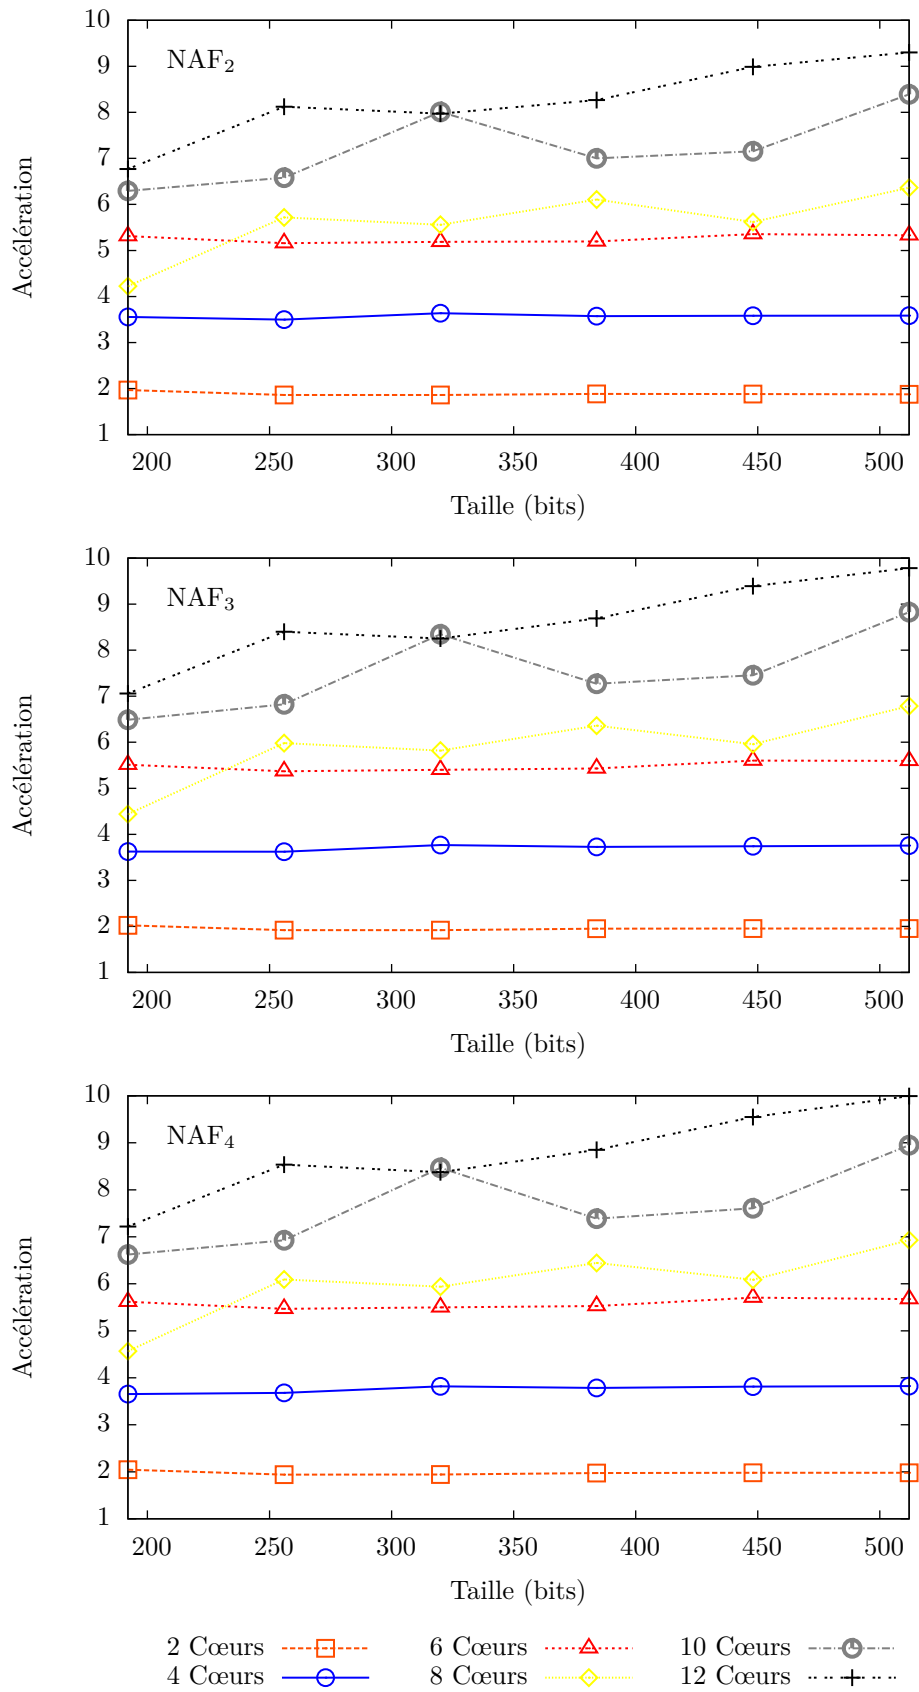 10
9
8
7
6
5
4
3
2
1
NAF₂
Accélération
200 250 300 350 400 450 500
Taille (bits)
10
9
8
7
6
5
4
3
2
1
NAF₃
Accélération
200 250 300 350 400 450 500
Taille (bits)
10
9
8
7
6
5
4
3
2
1
NAF₄
Accélération
200 250 300 350 400 450 500
Taille (bits)
2 Cœurs 6 Cœurs 10 Cœurs
4 Cœurs 8 Cœurs 12 Cœurs